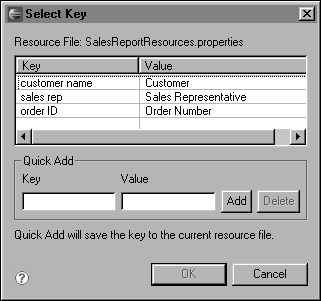 Select Key
Resource File: SalesReportResources.properties
Key Value
customer name Customer
sales rep Sales Representative
order ID Order Number
Quick Add
Key Value
Add Delete
Quick Add will save the key to the current resource file.
? OK Cancel